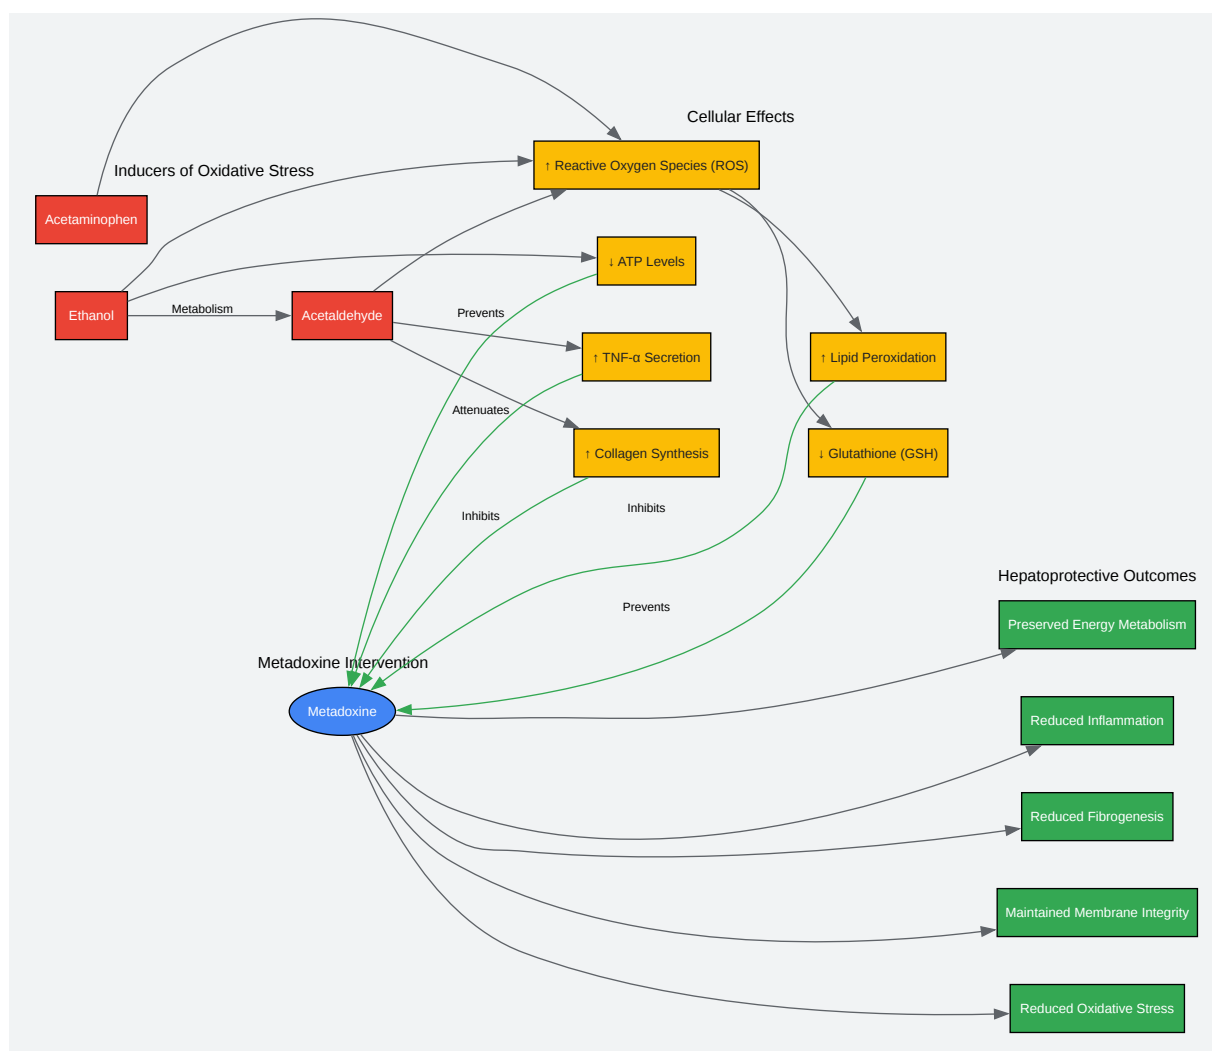 Cellular Effects
↑ Reactive Oxygen Species (ROS)
Inducers of Oxidative Stress
Acetaminophen
↓ ATP Levels
Ethanol
Metabolism
Acetaldehyde
Prevents
↑ TNF-α Secretion
↑ Lipid Peroxidation
Attenuates
↑ Collagen Synthesis
↓ Glutathione (GSH)
Inhibits
Inhibits
Hepatoprotective Outcomes
Prevents
Preserved Energy Metabolism
Metadoxine Intervention
Metadoxine
Reduced Inflammation
Reduced Fibrogenesis
Maintained Membrane Integrity
Reduced Oxidative Stress